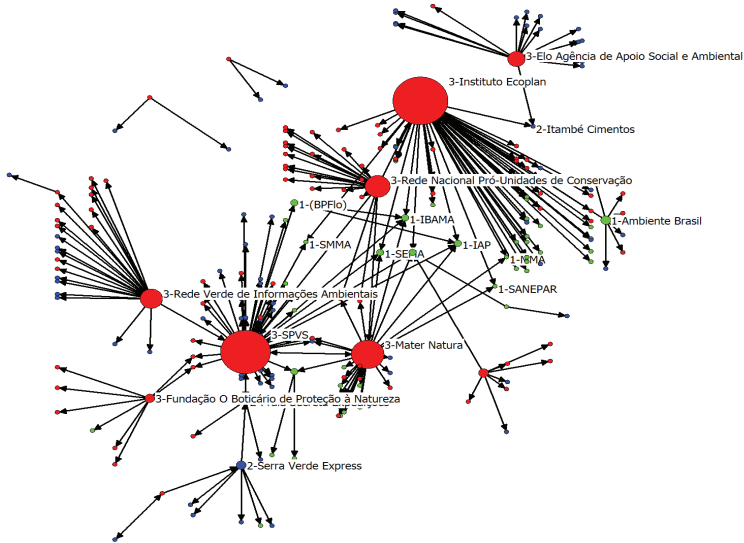 3-Elo Agência de Apoio Social e Ambiental
3-Instituto Ecoplan
2-Itambé Cimentos
3-Rede Nacional Pró-Unidades de Conservação
1-(BPFlo)
1-IBAMA
1-Ambiente Brasil
1-SMMA
1-IAP
1-SEMA
1-MMA
1-SANEPAR
3-Rede Verde de Informações Ambientais
3-SPVS
3-Mater Natura
3-Fundação O Boticário de Proteção à Natureza
2-Serra Verde Express